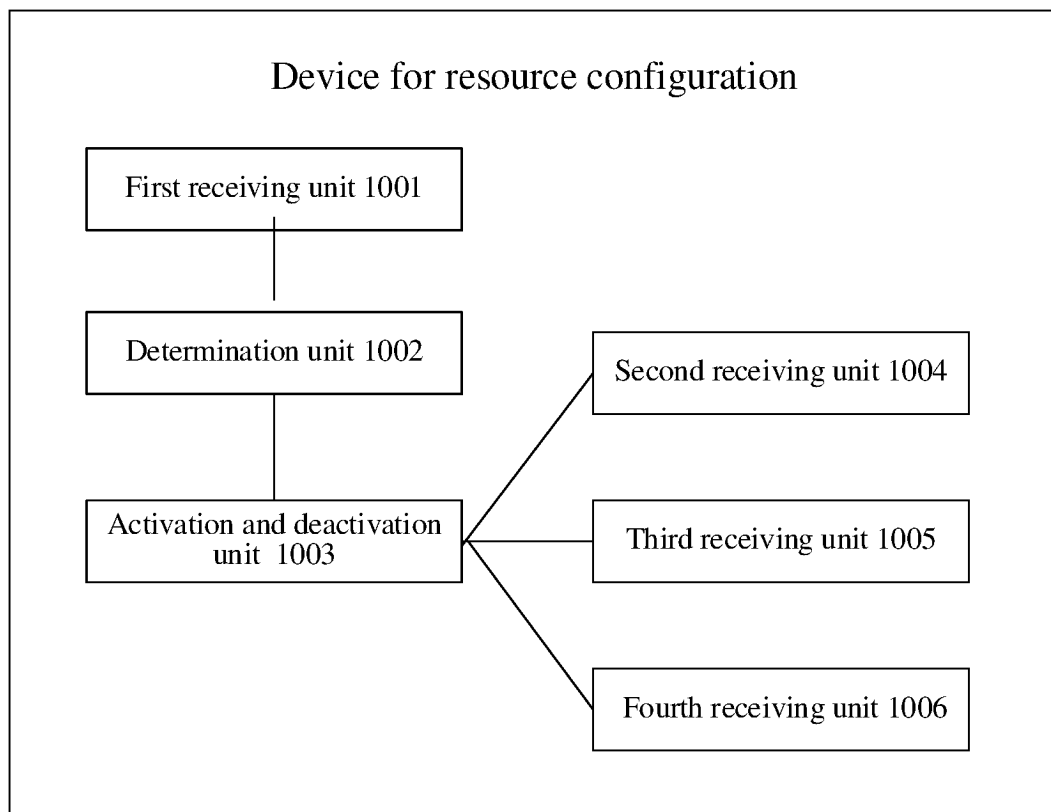 Device for resource configuration
First receiving unit 1001
Determination unit 1002
Activation and deactivation
unit 1003
Second receiving unit 1004
Third receiving unit 1005
Fourth receiving unit 1006